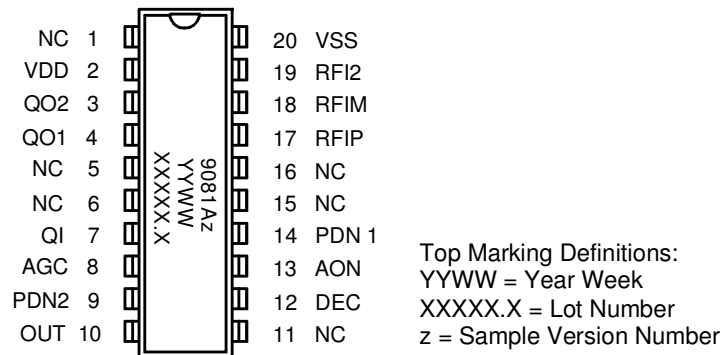 NC 1
VDD 2
QO2 3
QO1 4
NC 5
NC 6
QI 7
AGC 8
PDN2 9
OUT 10
9081Az
YYWW
XXXXX.X
20 VSS
19 RFI2
18 RFIM
17 RFIP
16 NC
15 NC
14 PDN 1
13 AON
12 DEC
11 NC
Top Marking Definitions:
YYWW = Year Week
XXXXX.X = Lot Number
z = Sample Version Number